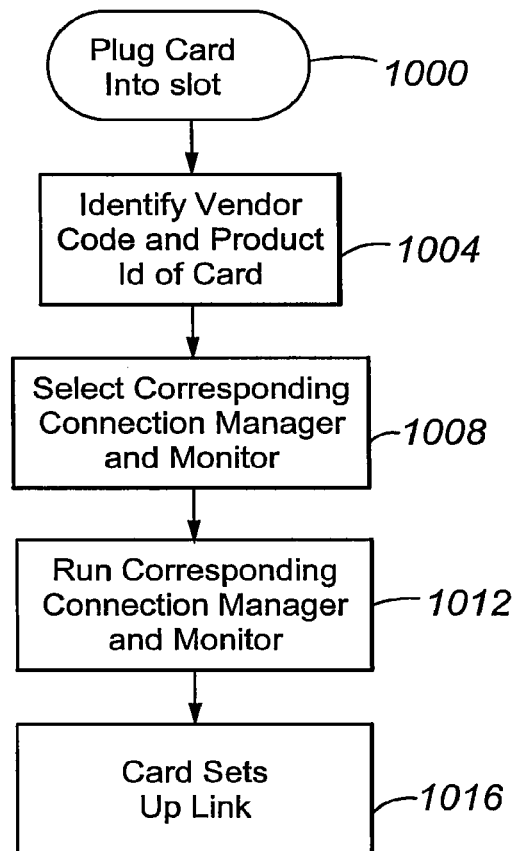 Plug Card
Into slot
1000
Identify Vendor
Code and Product
Id of Card
1004
Select Corresponding
Connection Manager
and Monitor
1008
Run Corresponding
Connection Manager
and Monitor
1012
Card Sets
Up Link
1016